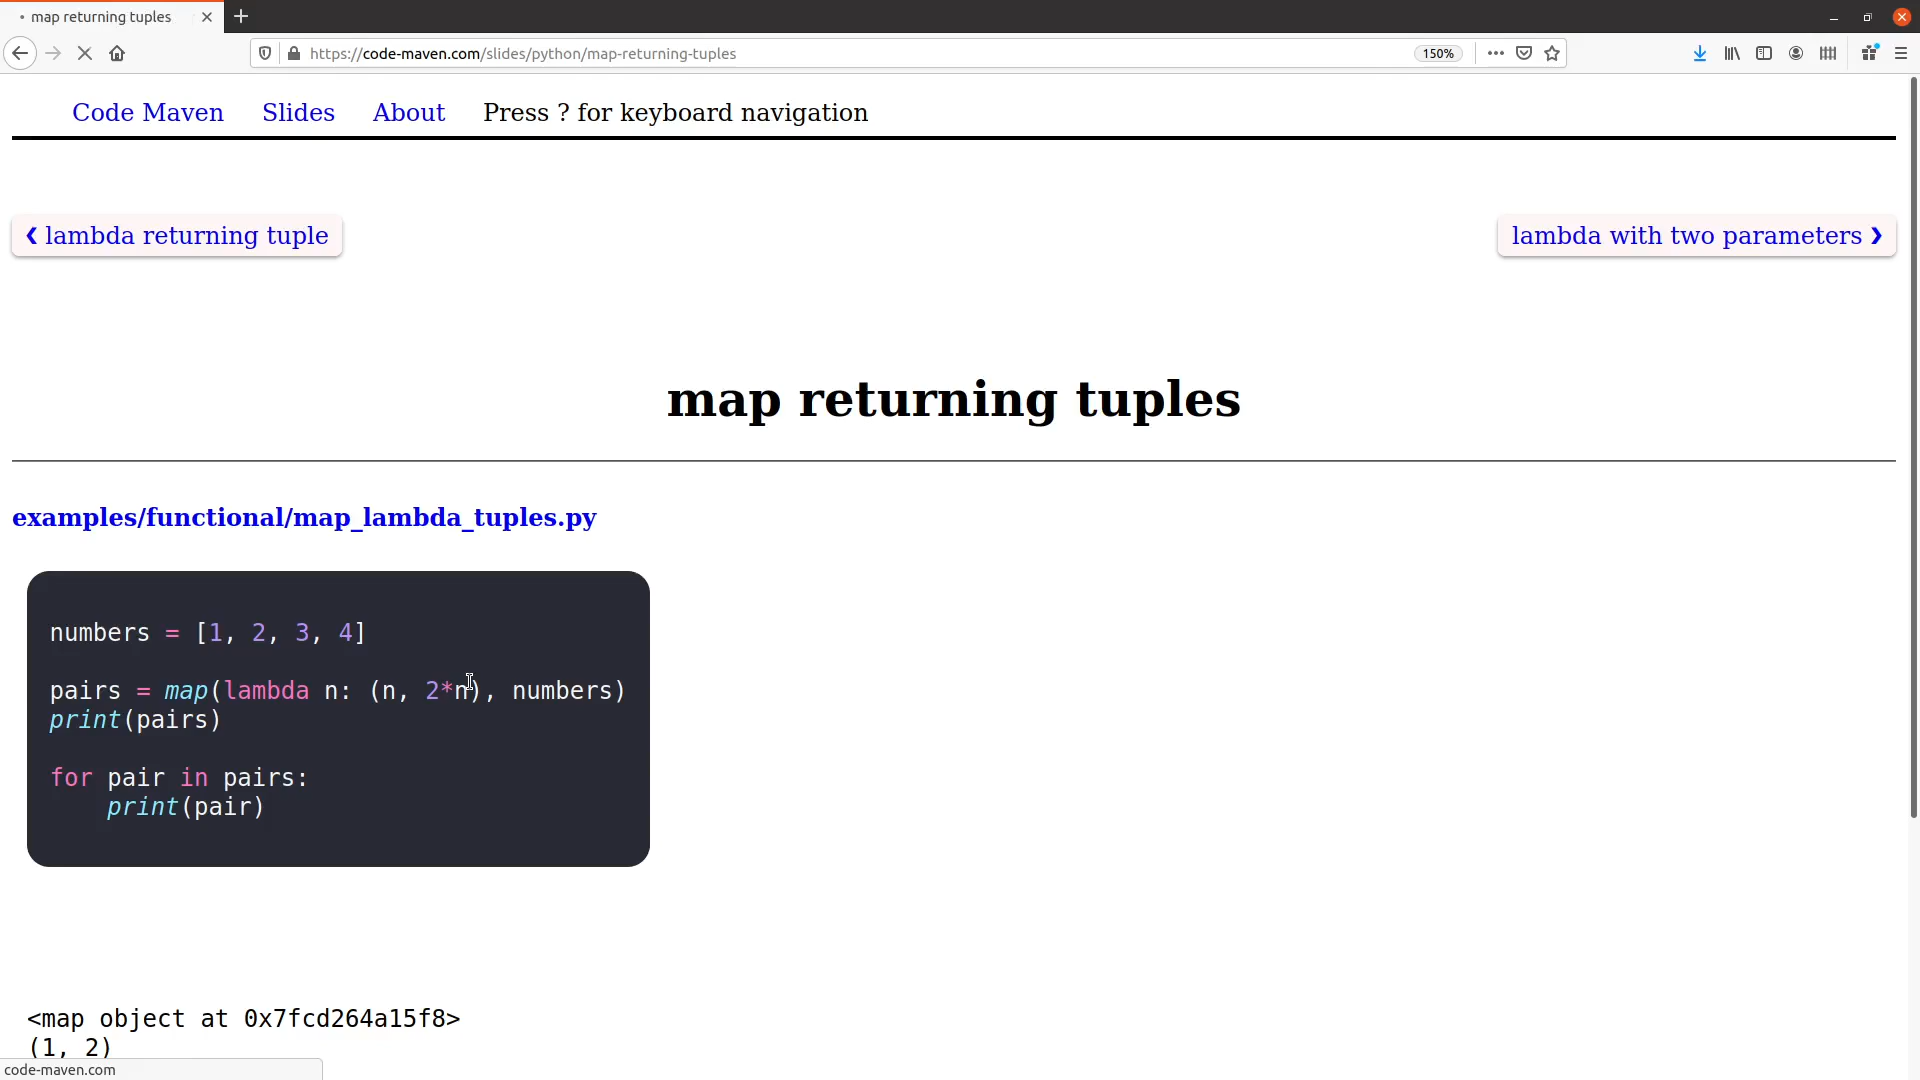 map returning tuples
https://code-maven.com/slides/python/map-returning-tuples
150%
Code Maven Slides About Press ? for keyboard navigation
❮ lambda returning tuple
lambda with two parameters ❯
map returning tuples
examples/functional/map_lambda_tuples.py
numbers = [1, 2, 3, 4]
pairs = map(lambda n: (n, 2*n), numbers)
print(pairs)
for pair in pairs:
    print(pair)
<map object at 0x7fcd264a15f8>
(1, 2)
code-maven.com